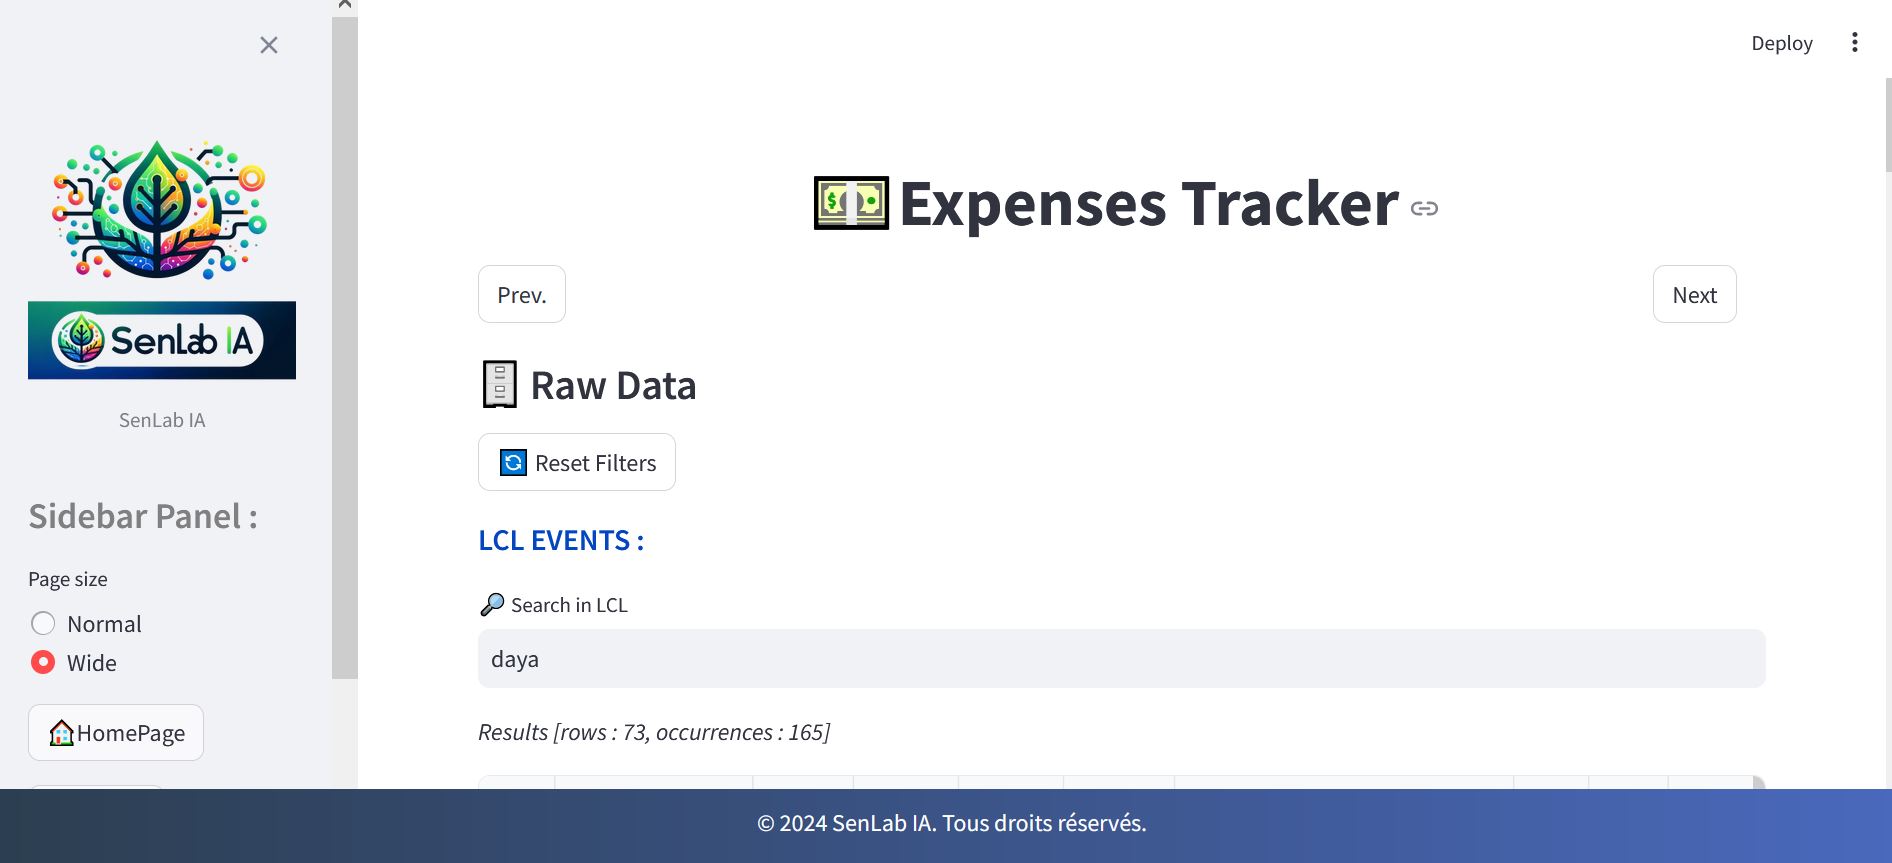 Deploy
SenLab IA
SenLab IA
Sidebar Panel :
Page size
Normal
Wide
HomePage
Expenses Tracker
Prev.
Next
Raw Data
Reset Filters
LCL EVENTS :
Search in LCL
daya
Results [rows : 73, occurrences : 165]
© 2024 SenLab IA. Tous droits réservés.